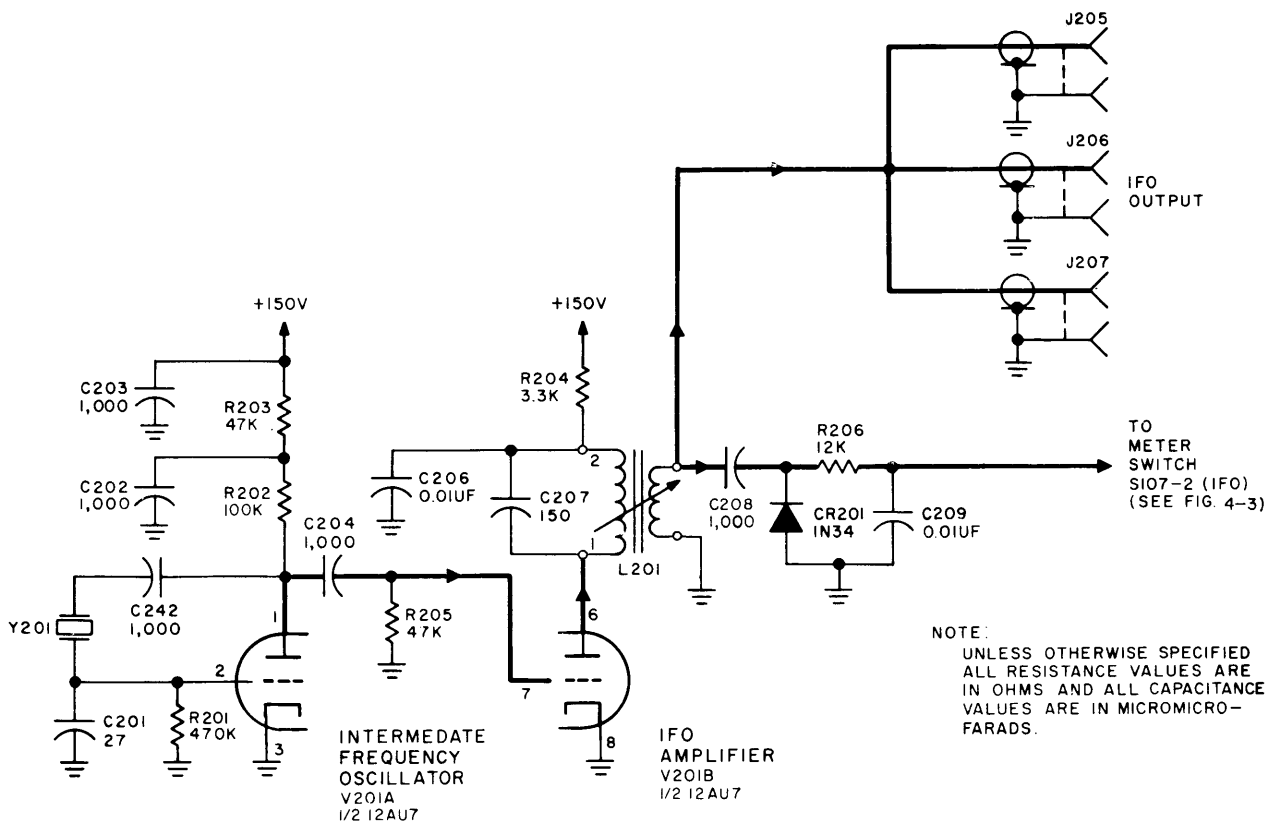 J205
J206
IFO
OUTPUT
J207
+150V
+150V
C203
1,000
R203
47K
R204
3.3K
C202
1,000
R202
100K
C204
1,000
C206
0.01UF
2
C207
150
1
L201
C208
1,000
R206
12K
CR201
1N34
C209
0.01UF
TO
METER
SWITCH
S107-2 (IFO)
(SEE FIG. 4-3)
C242
1,000
Y201
1
R205
47K
6
2
7
C201
27
R201
470K
3
8
INTERMEDATE
FREQUENCY
OSCILLATOR
V201A
1/2 12AU7
IFO
AMPLIFIER
V201B
1/2 12AU7
NOTE:
UNLESS OTHERWISE SPECIFIED
ALL RESISTANCE VALUES ARE
IN OHMS AND ALL CAPACITANCE
VALUES ARE IN MICROMICRO-
FARADS.